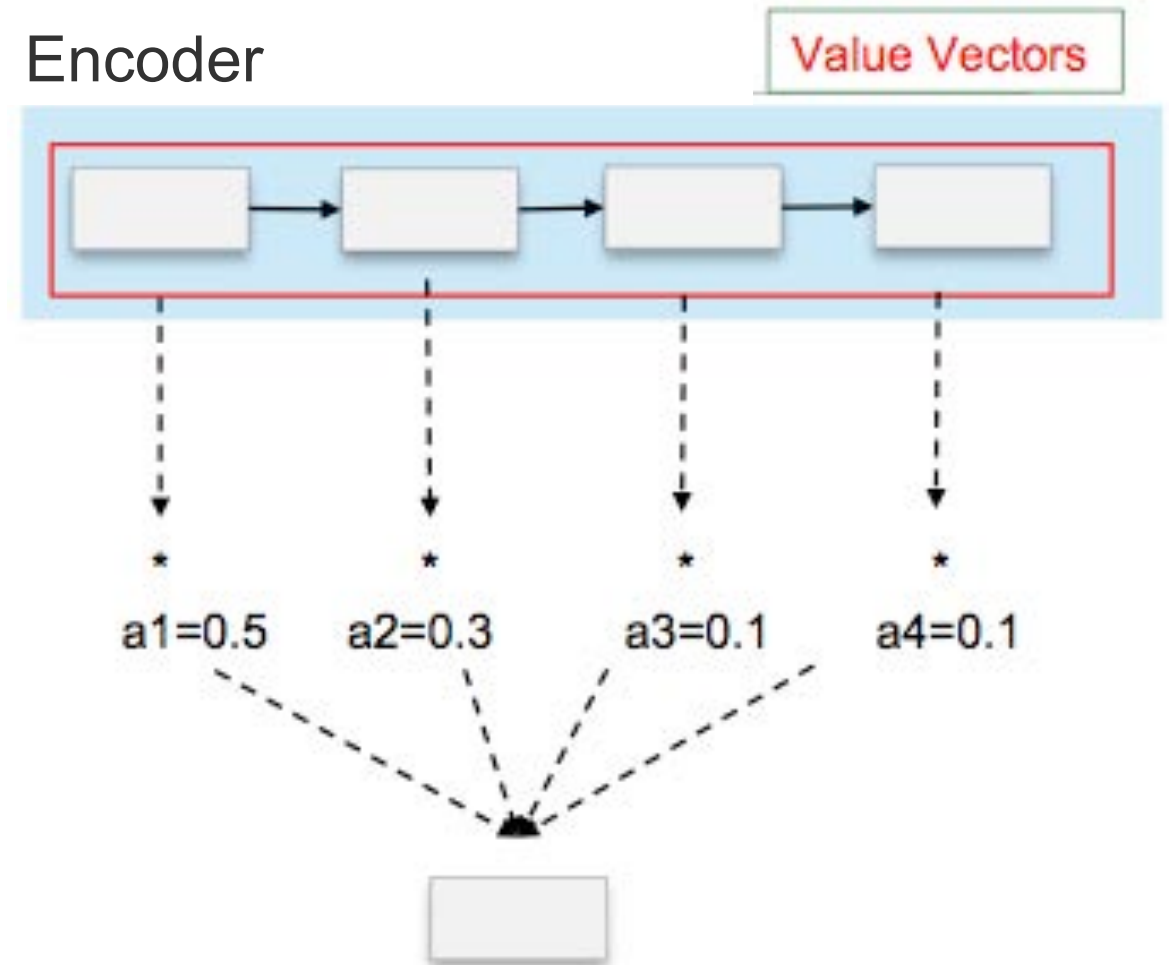 Encoder
Value Vectors
* * * *
a1=0.5 a2=0.3 a3=0.1 a4=0.1